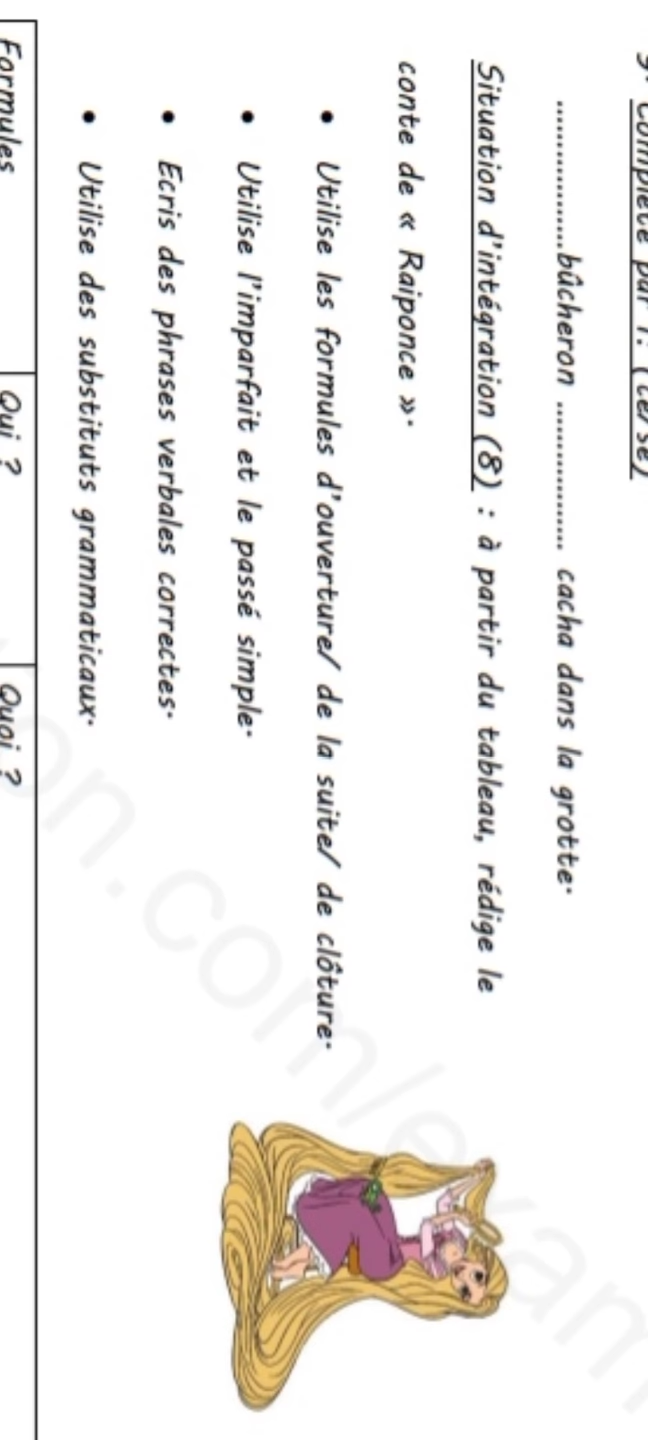 9· Complète par : (ce/se)
..................bûcheron .................. cacha dans la grotte·
Situation d'intégration (8) : à partir du tableau, rédige le
conte de « Raiponce »·
• Utilise les formules d'ouverture/ de la suite/ de clôture·
• Utilise l'imparfait et le passé simple·
• Ecris des phrases verbales correctes·
• Utilise des substituts grammaticaux·
Formules Qui ? Quoi ?